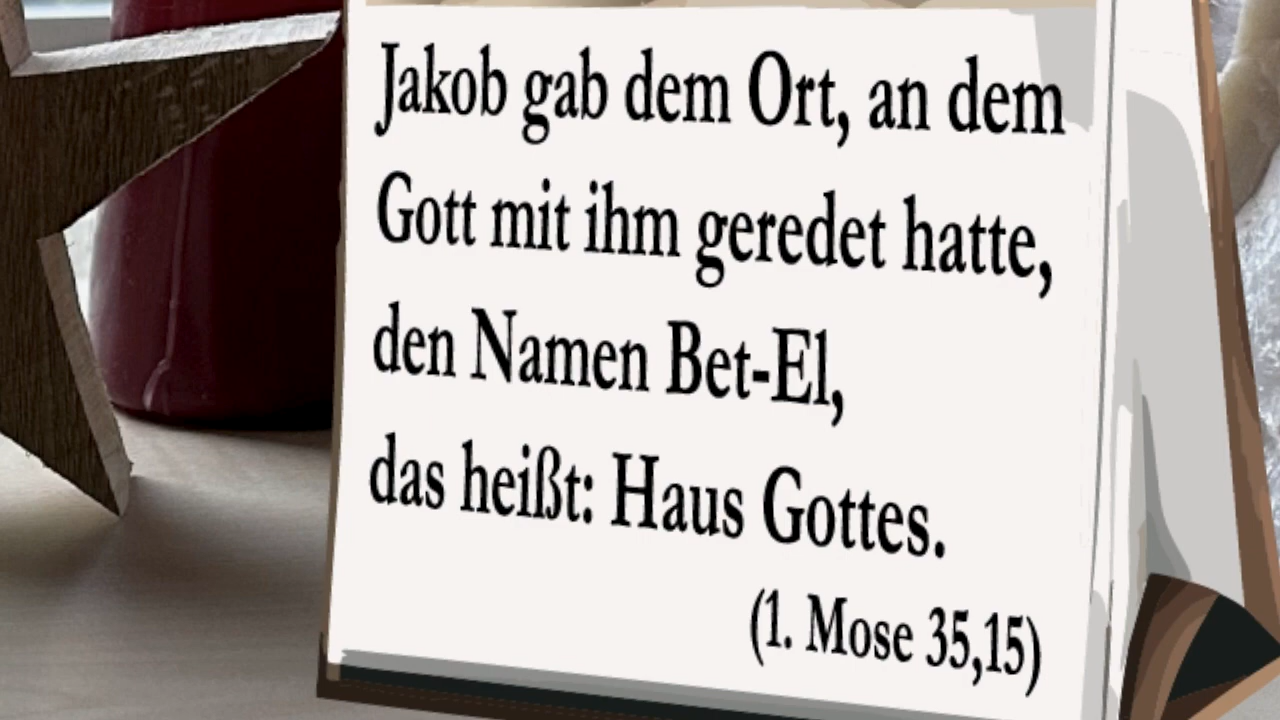 Jakob gab dem Ort, an dem
Gott mit ihm geredet hatte,
den Namen Bet-El,
das heißt: Haus Gottes.
(1. Mose 35,15)